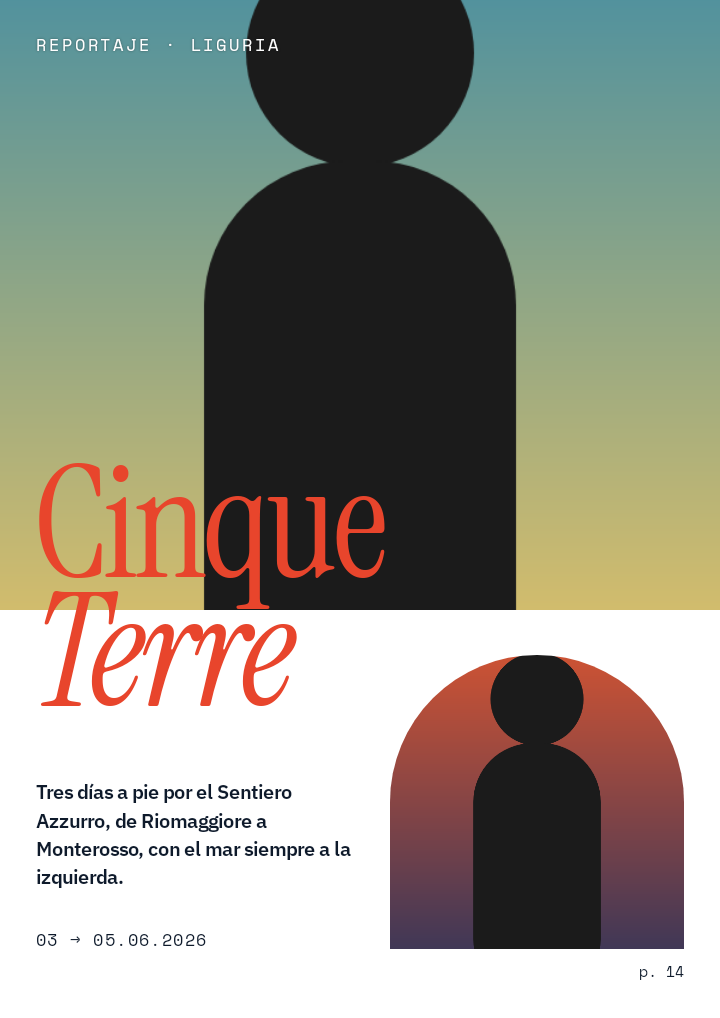 REPORTAJE · LIGURIA
Cinque
Terre
Tres días a pie por el Sentiero
Azzurro, de Riomaggiore a
Monterosso, con el mar siempre a la
izquierda.
03 → 05.06.2026
p. 14